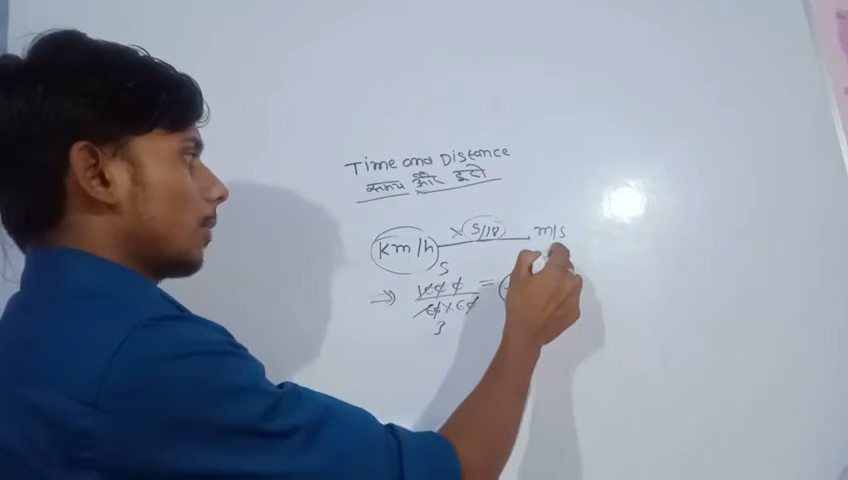 Time and Distance
समय और दूरी
Km/h × 5/18 m/s
5
⇒ =
3